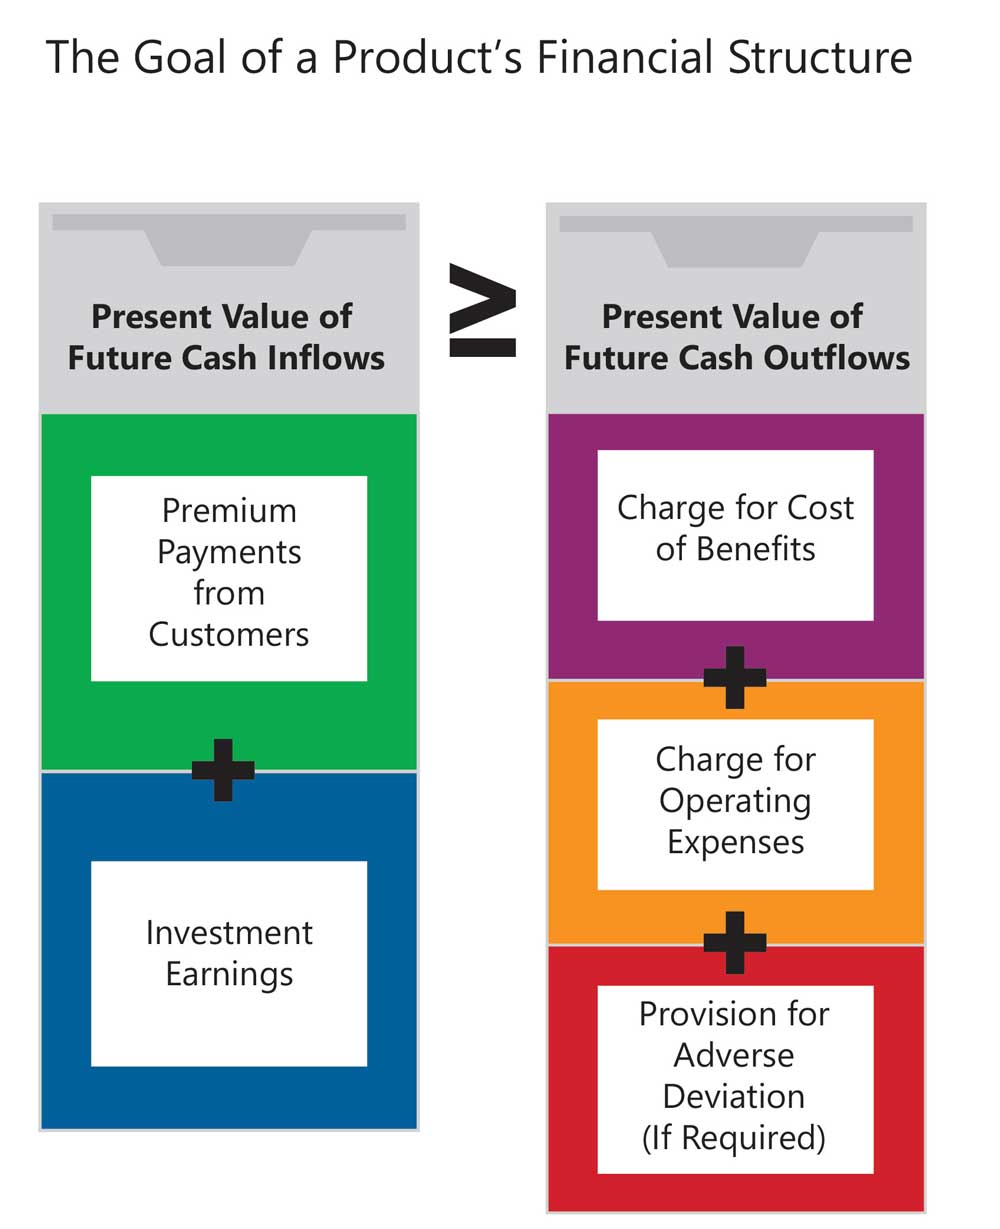 The Goal of a Product’s Financial Structure
Present Value of
Future Cash Inflows
≥
Present Value of
Future Cash Outflows
Premium
Payments
from
Customers
+
Investment
Earnings
Charge for Cost
of Benefits
+
Charge for
Operating
Expenses
+
Provision for
Adverse
Deviation
(If Required)